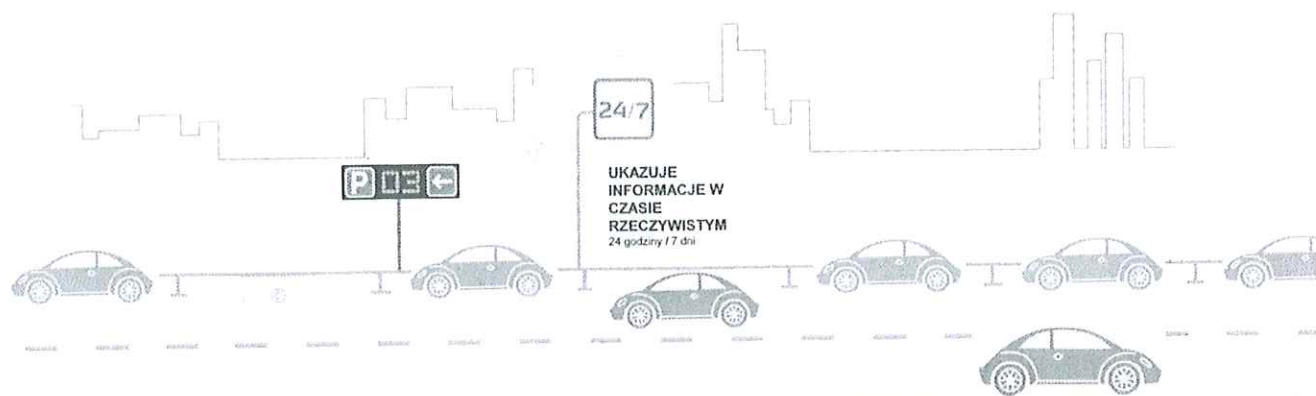 24/7
P 03 ←
UKAZUJE
INFORMACJE W
CZASIE
RZECZYWISTYM
24 godziny / 7 dni